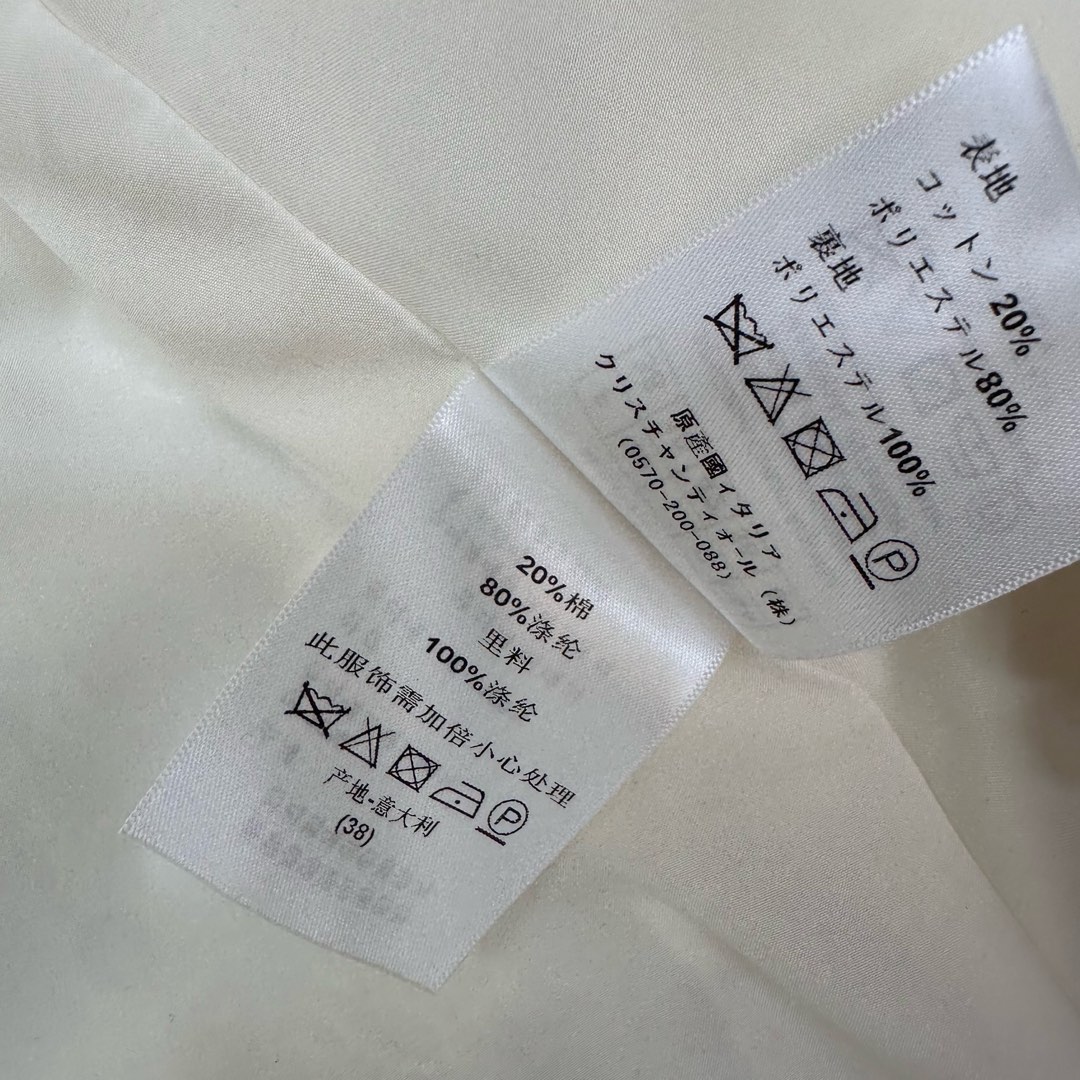 表地
コットン 20%
ポリエステル80%
裏地
ポリエステル100%
P
原産國イタリア
クリスチャンディオール (株)
(0570-200-088)
20%棉
80%涤纶
里料
100%涤纶
此服饰需加倍小心处理
P
产地-意大利
(38)